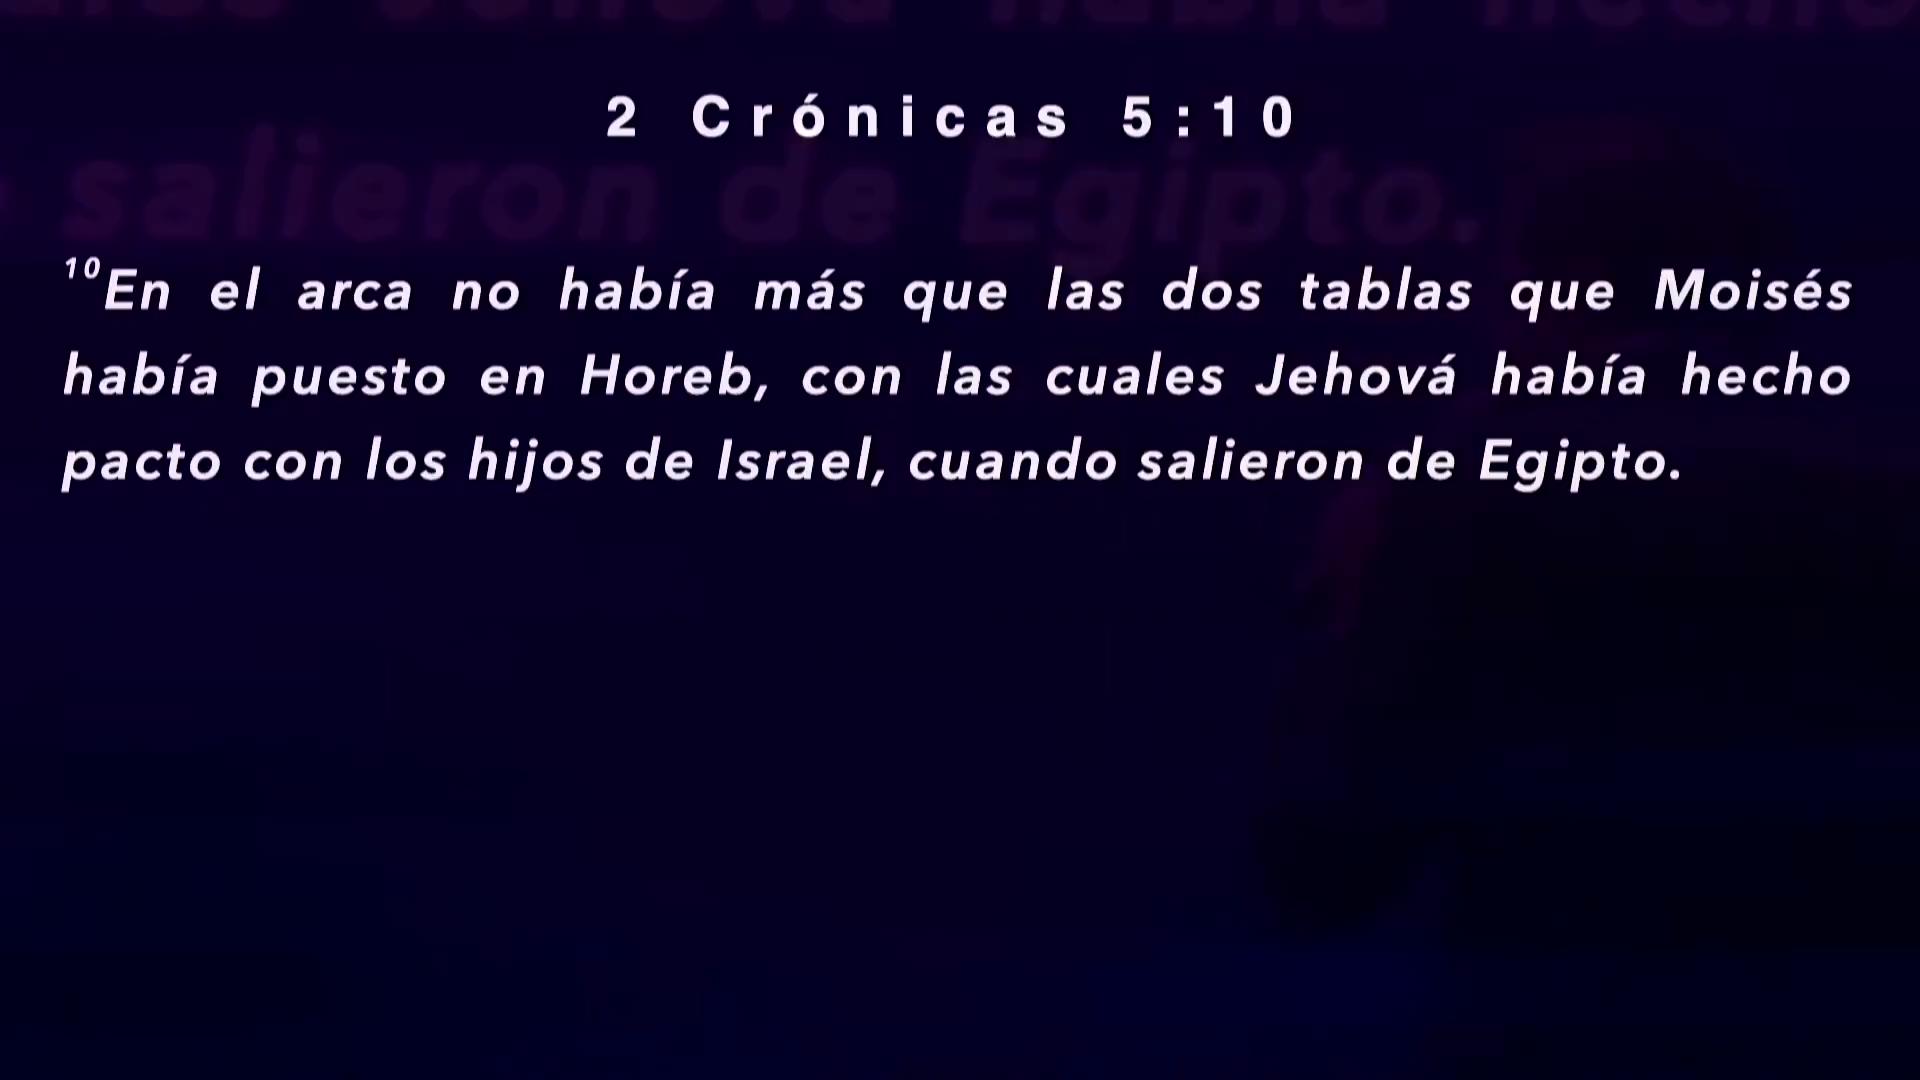 2 Crónicas 5:10
¹⁰En el arca no había más que las dos tablas que Moisés
había puesto en Horeb, con las cuales Jehová había hecho
pacto con los hijos de Israel, cuando salieron de Egipto.